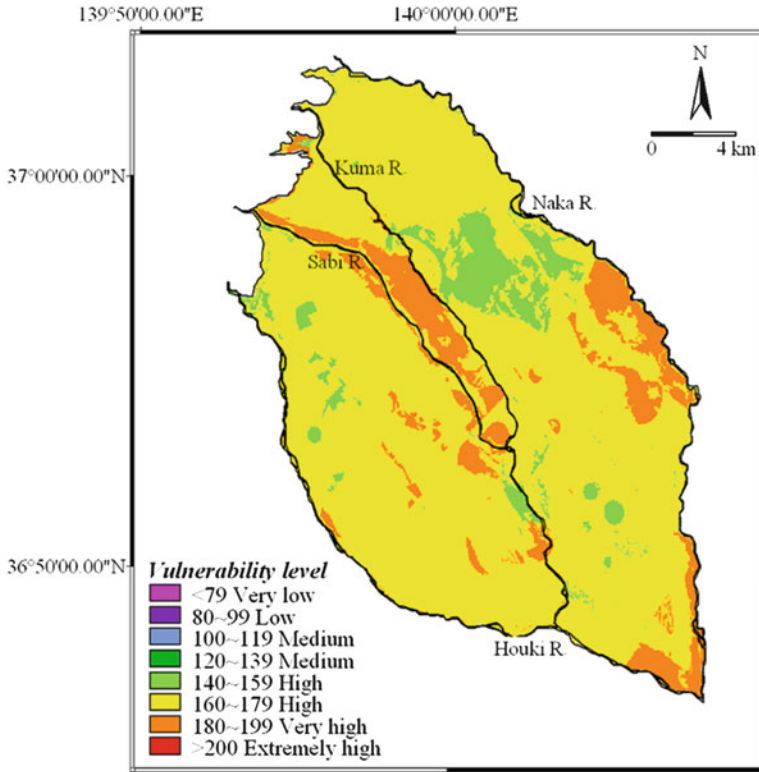 139°50'00.00"E
140°00'00.00"E
N
0 4 km
37°00'00.00"N
Kuma R.
Naka R.
Sabi R.
36°50'00.00"N
Vulnerability level
<79 Very low
80~99 Low
100~119 Medium
120~139 Medium
140~159 High
160~179 High
180~199 Very high
>200 Extremely high
Houki R.